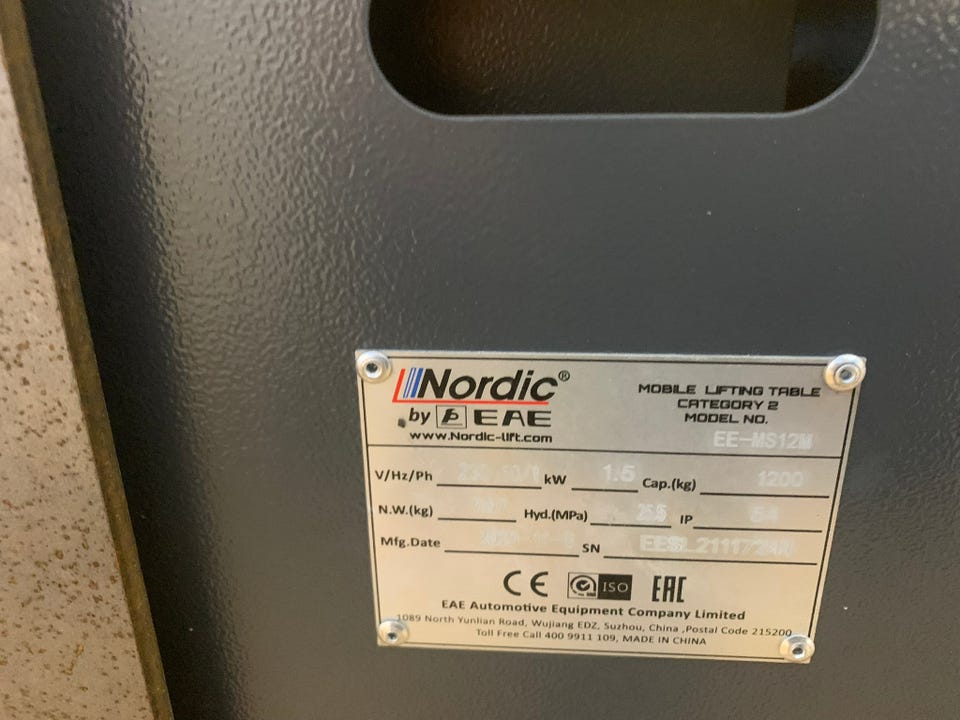 Nordic®
by EAE
www.Nordic-lift.com
MOBILE LIFTING TABLE
CATEGORY 2
MODEL NO.
EE-MS12M
V/Hz/Ph kW 1.5 Cap.(kg) 1200
N.W.(kg) Hyd.(MPa) IP 54
Mfg.Date SN
CE ISO EAC
EAE Automotive Equipment Company Limited
1089 North Yunlian Road, Wujiang EDZ, Suzhou, China ,Postal Code 215200
Toll Free Call 400 9911 109, MADE IN CHINA